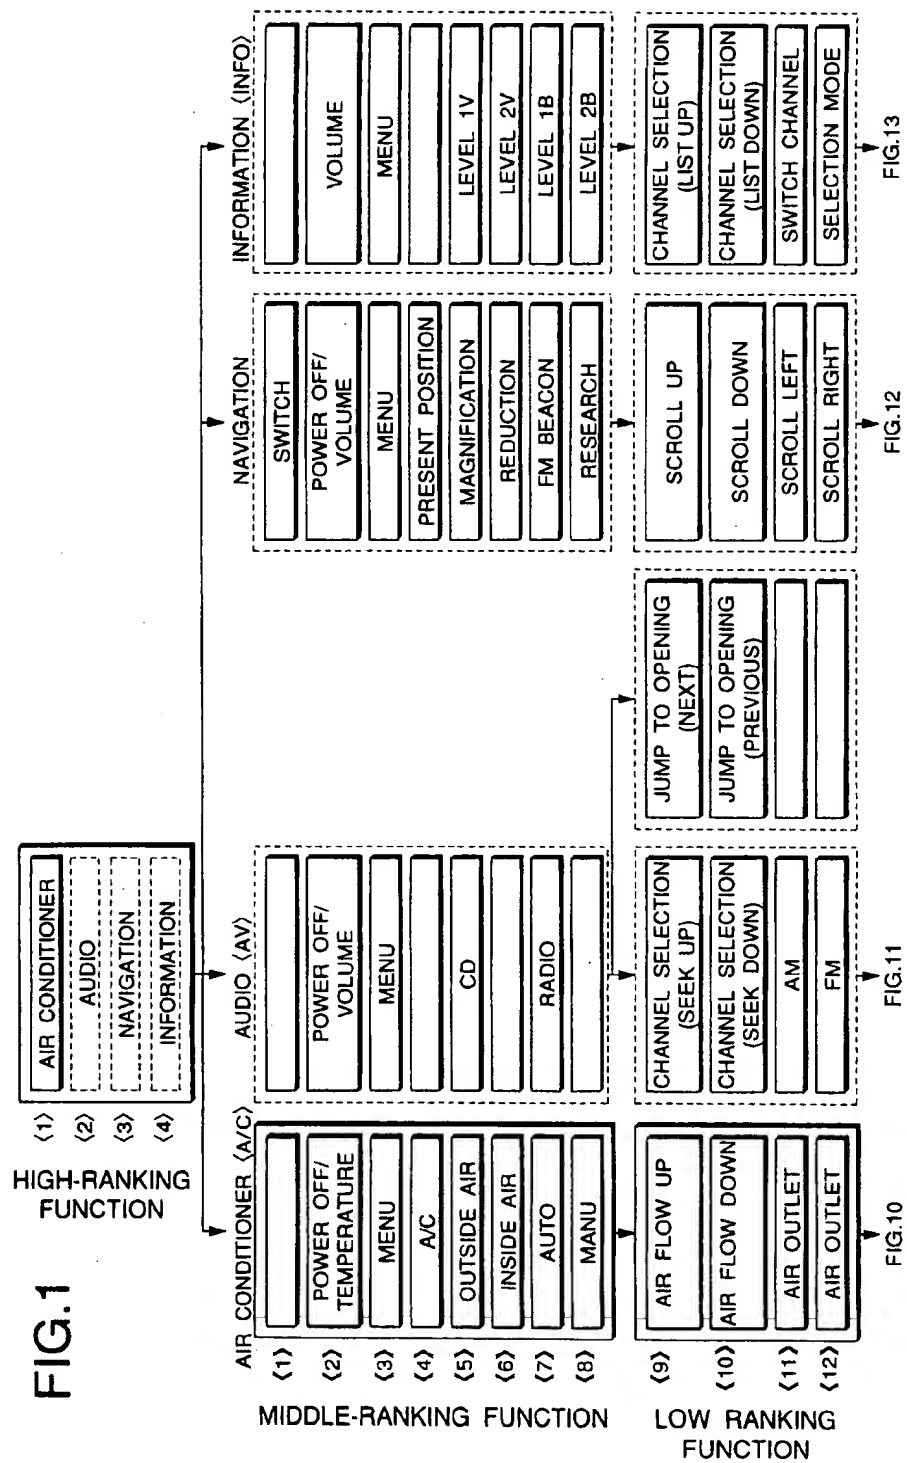 FIG.1
HIGH-RANKING
FUNCTION
⟨1⟩ AIR CONDITIONER
⟨2⟩ AUDIO
⟨3⟩ NAVIGATION
⟨4⟩ INFORMATION
MIDDLE-RANKING FUNCTION
⟨1⟩
⟨2⟩
⟨3⟩
⟨4⟩
⟨5⟩
⟨6⟩
⟨7⟩
⟨8⟩
AIR CONDITIONER ⟨A/C⟩
POWER OFF/
TEMPERATURE
MENU
A/C
OUTSIDE AIR
INSIDE AIR
AUTO
MANU
AUDIO ⟨AV⟩
POWER OFF/
VOLUME
MENU
CD
RADIO
NAVIGATION
SWITCH
POWER OFF/
VOLUME
MENU
PRESENT POSITION
MAGNIFICATION
REDUCTION
FM BEACON
RESEARCH
INFORMATION ⟨INFO⟩
VOLUME
MENU
LEVEL 1V
LEVEL 2V
LEVEL 1B
LEVEL 2B
LOW RANKING
FUNCTION
⟨9⟩
⟨10⟩
⟨11⟩
⟨12⟩
AIR FLOW UP
AIR FLOW DOWN
AIR OUTLET
AIR OUTLET
FIG.10
CHANNEL SELECTION
(SEEK UP)
CHANNEL SELECTION
(SEEK DOWN)
AM
FM
FIG.11
JUMP TO OPENING
(NEXT)
JUMP TO OPENING
(PREVIOUS)
SCROLL UP
SCROLL DOWN
SCROLL LEFT
SCROLL RIGHT
FIG.12
CHANNEL SELECTION
(LIST UP)
CHANNEL SELECTION
(LIST DOWN)
SWITCH CHANNEL
SELECTION MODE
FIG.13